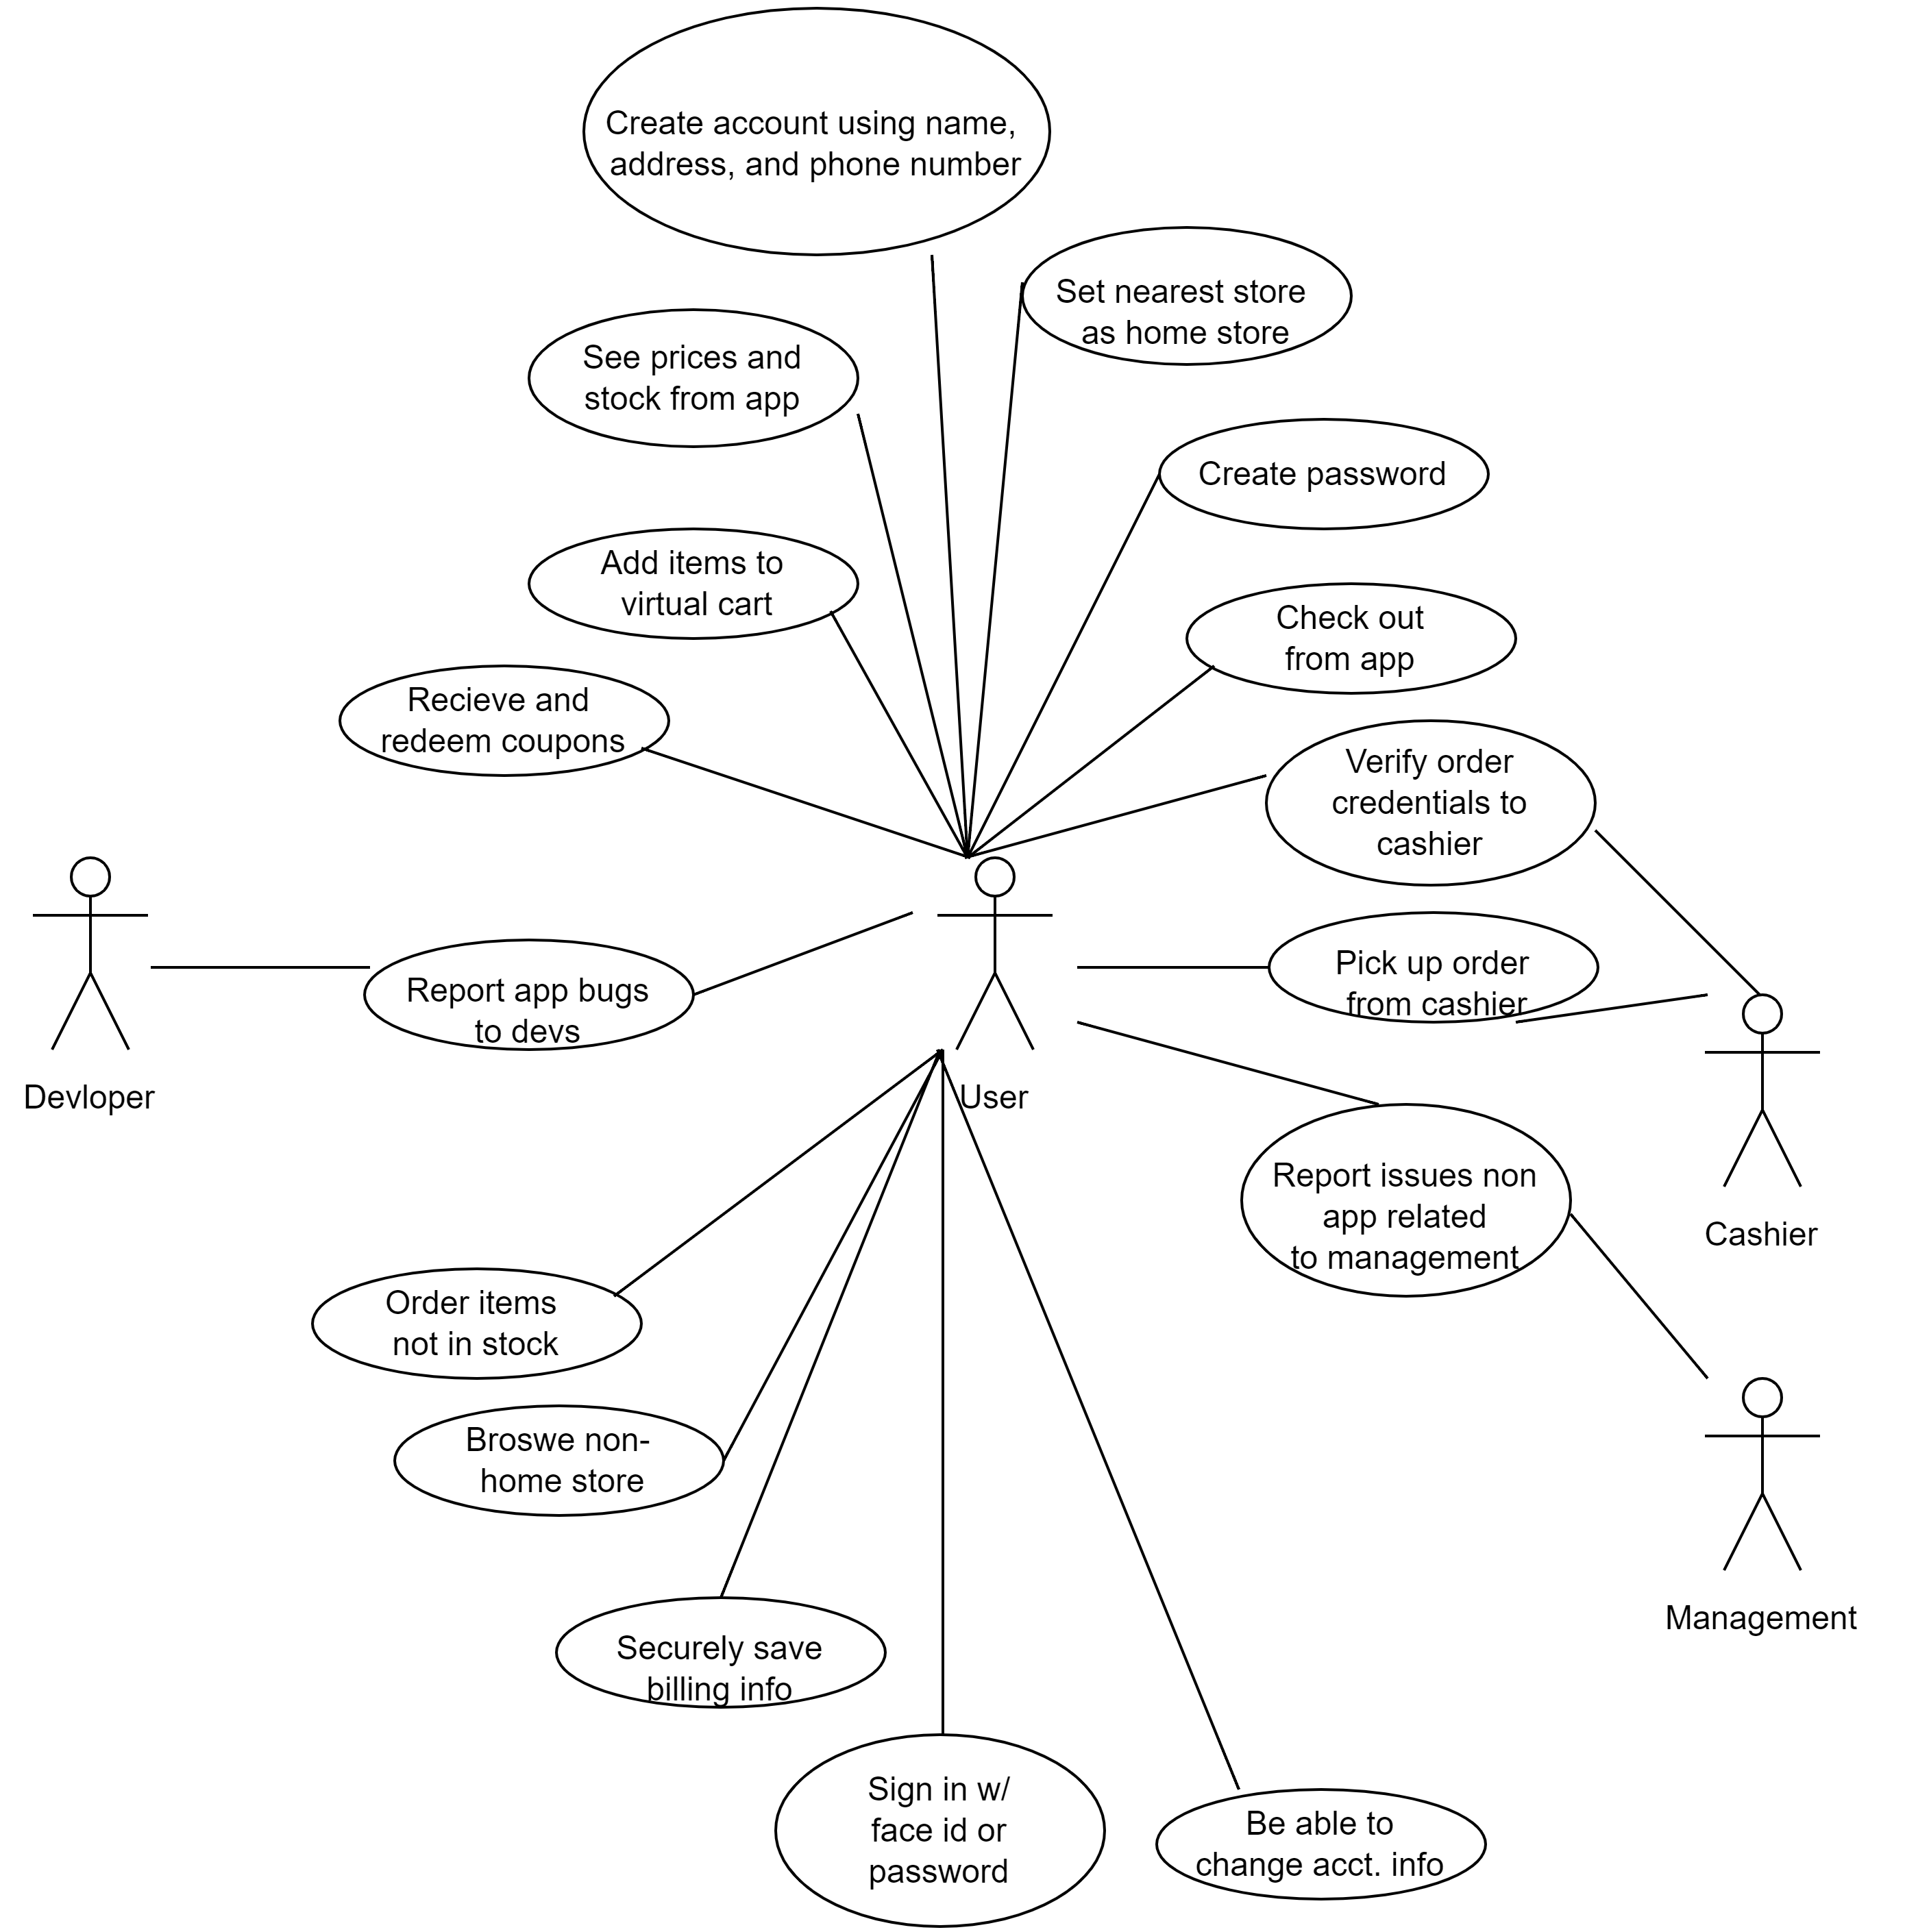 Create account using name,
address, and phone number
Set nearest store
as home store
See prices and
stock from app
Create password
Add items to
virtual cart
Check out
from app
Recieve and
redeem coupons
Verify order
credentials to
cashier
Pick up order
from cashier
Report app bugs
to devs
Devloper
User
Report issues non
app related
to management
Cashier
Order items
not in stock
Broswe non-
home store
Management
Securely save
billing info
Sign in w/
face id or
password
Be able to
change acct. info